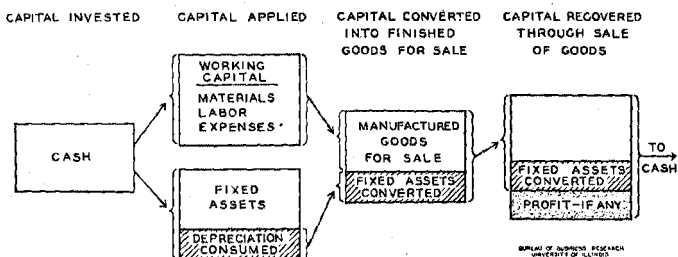 CAPITAL INVESTED
CAPITAL APPLIED
CAPITAL CONVERTED
INTO FINISHED
GOODS FOR SALE
CAPITAL RECOVERED
THROUGH SALE
OF GOODS
CASH
WORKING
CAPITAL
MATERIALS
LABOR
EXPENSES
FIXED
ASSETS
DEPRECIATION
CONSUMED
MANUFACTURED
GOODS
FOR SALE
FIXED ASSETS
CONVERTED
FIXED ASSETS
CONVERTED
PROFIT-IF ANY
TO
CASH
BUREAU OF BUSINESS RESEARCH
UNIVERSITY OF ILLINOIS